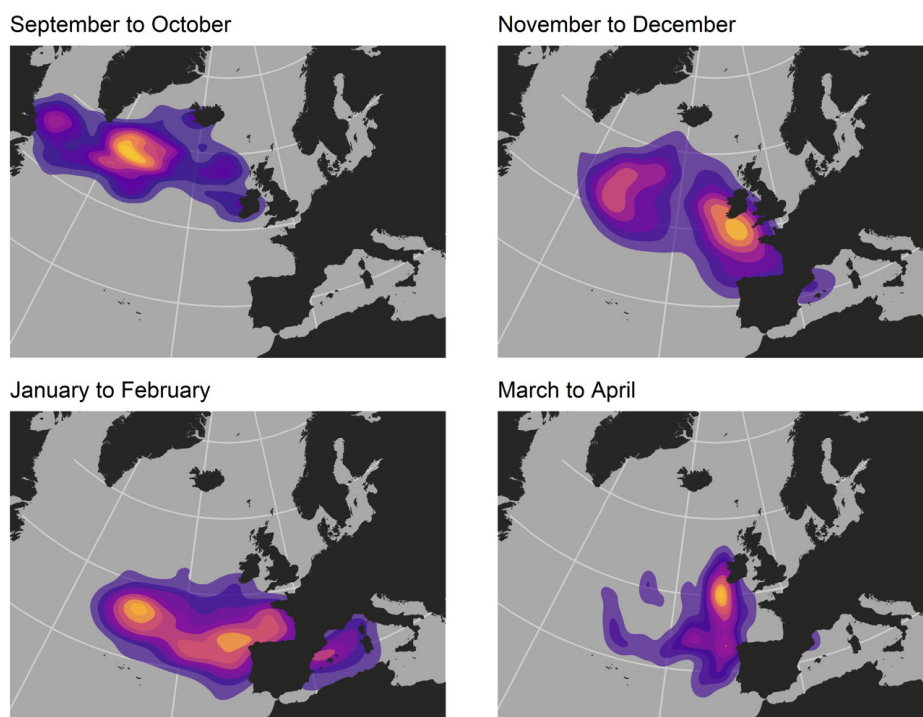 September to October
November to December
January to February
March to April